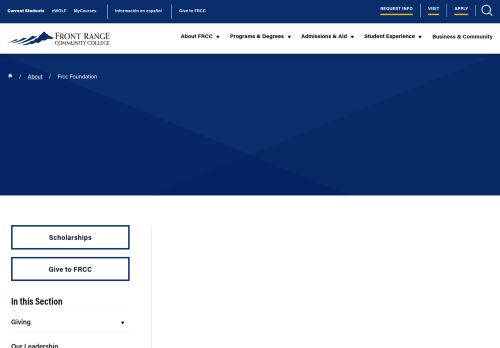 Current Students eWOLF MyCourses Información en español Give to FRCC REQUEST INFO VISIT APPLY
FRONT RANGE
COMMUNITY COLLEGE
About FRCC Programs & Degrees Admissions & Aid Student Experience Business & Community
/ About / Frcc Foundation
Scholarships
Give to FRCC
In this Section
Giving
Our Leadership